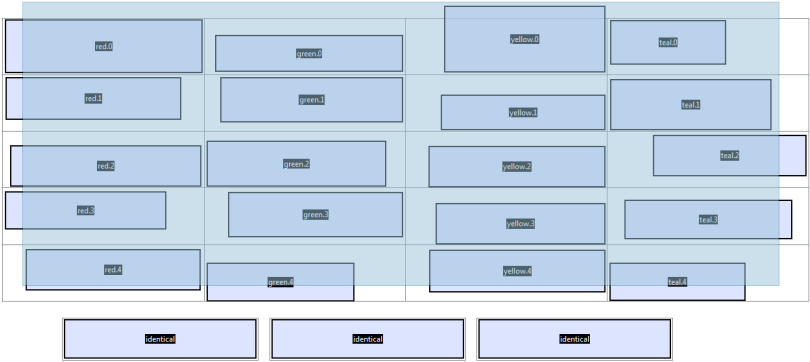 red.0 green.0 yellow.0 teal.0
red.1 green.1 yellow.1 teal.1
red.2 green.2 yellow.2 teal.2
red.3 green.3 yellow.3 teal.3
red.4 green.4 yellow.4 teal.4
identical identical identical